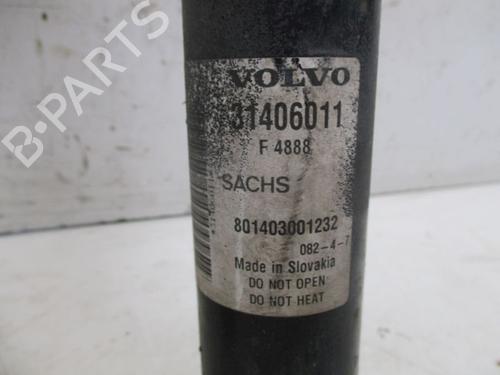 VOLVO
31406011
F 4888
SACHS
801403001232
082-4-7
Made in Slovakia
DO NOT OPEN
DO NOT HEAT
B-PARTS